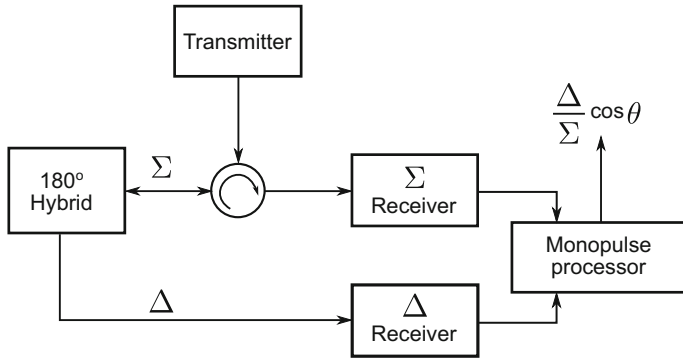 Transmitter
Δ
Σ
cos θ
180°
Hybrid
Σ
Σ
Receiver
Monopulse
processor
Δ
Δ
Receiver